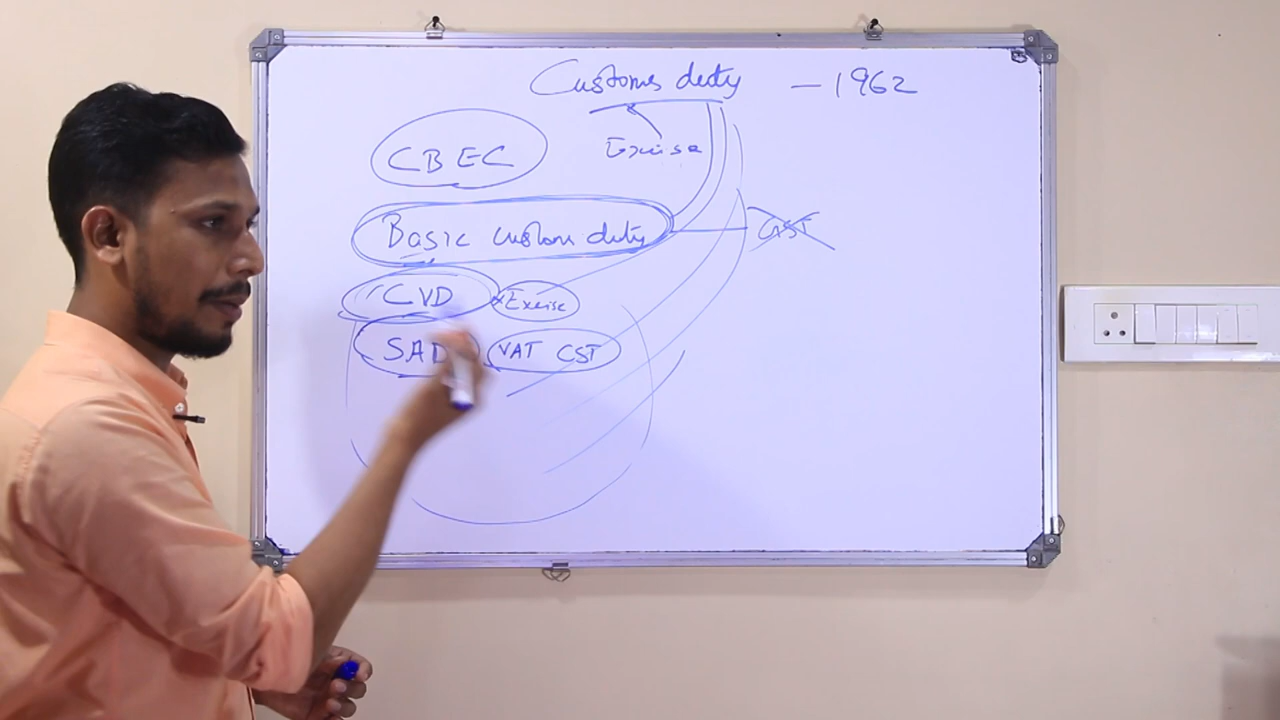 Customs duty - 1962
Excise
CBEC
Basic custom duty GST
CVD Excise
SAD VAT CST